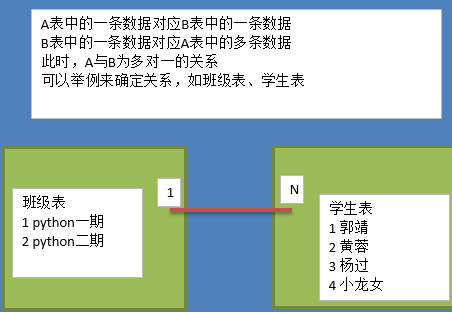 A表中的一条数据对应B表中的一条数据
B表中的一条数据对应A表中的多条数据
此时，A与B为多对一的关系
可以举例来确定关系，如班级表、学生表
1
N
班级表
1 python一期
2 python二期
学生表
1 郭靖
2 黄蓉
3 杨过
4 小龙女